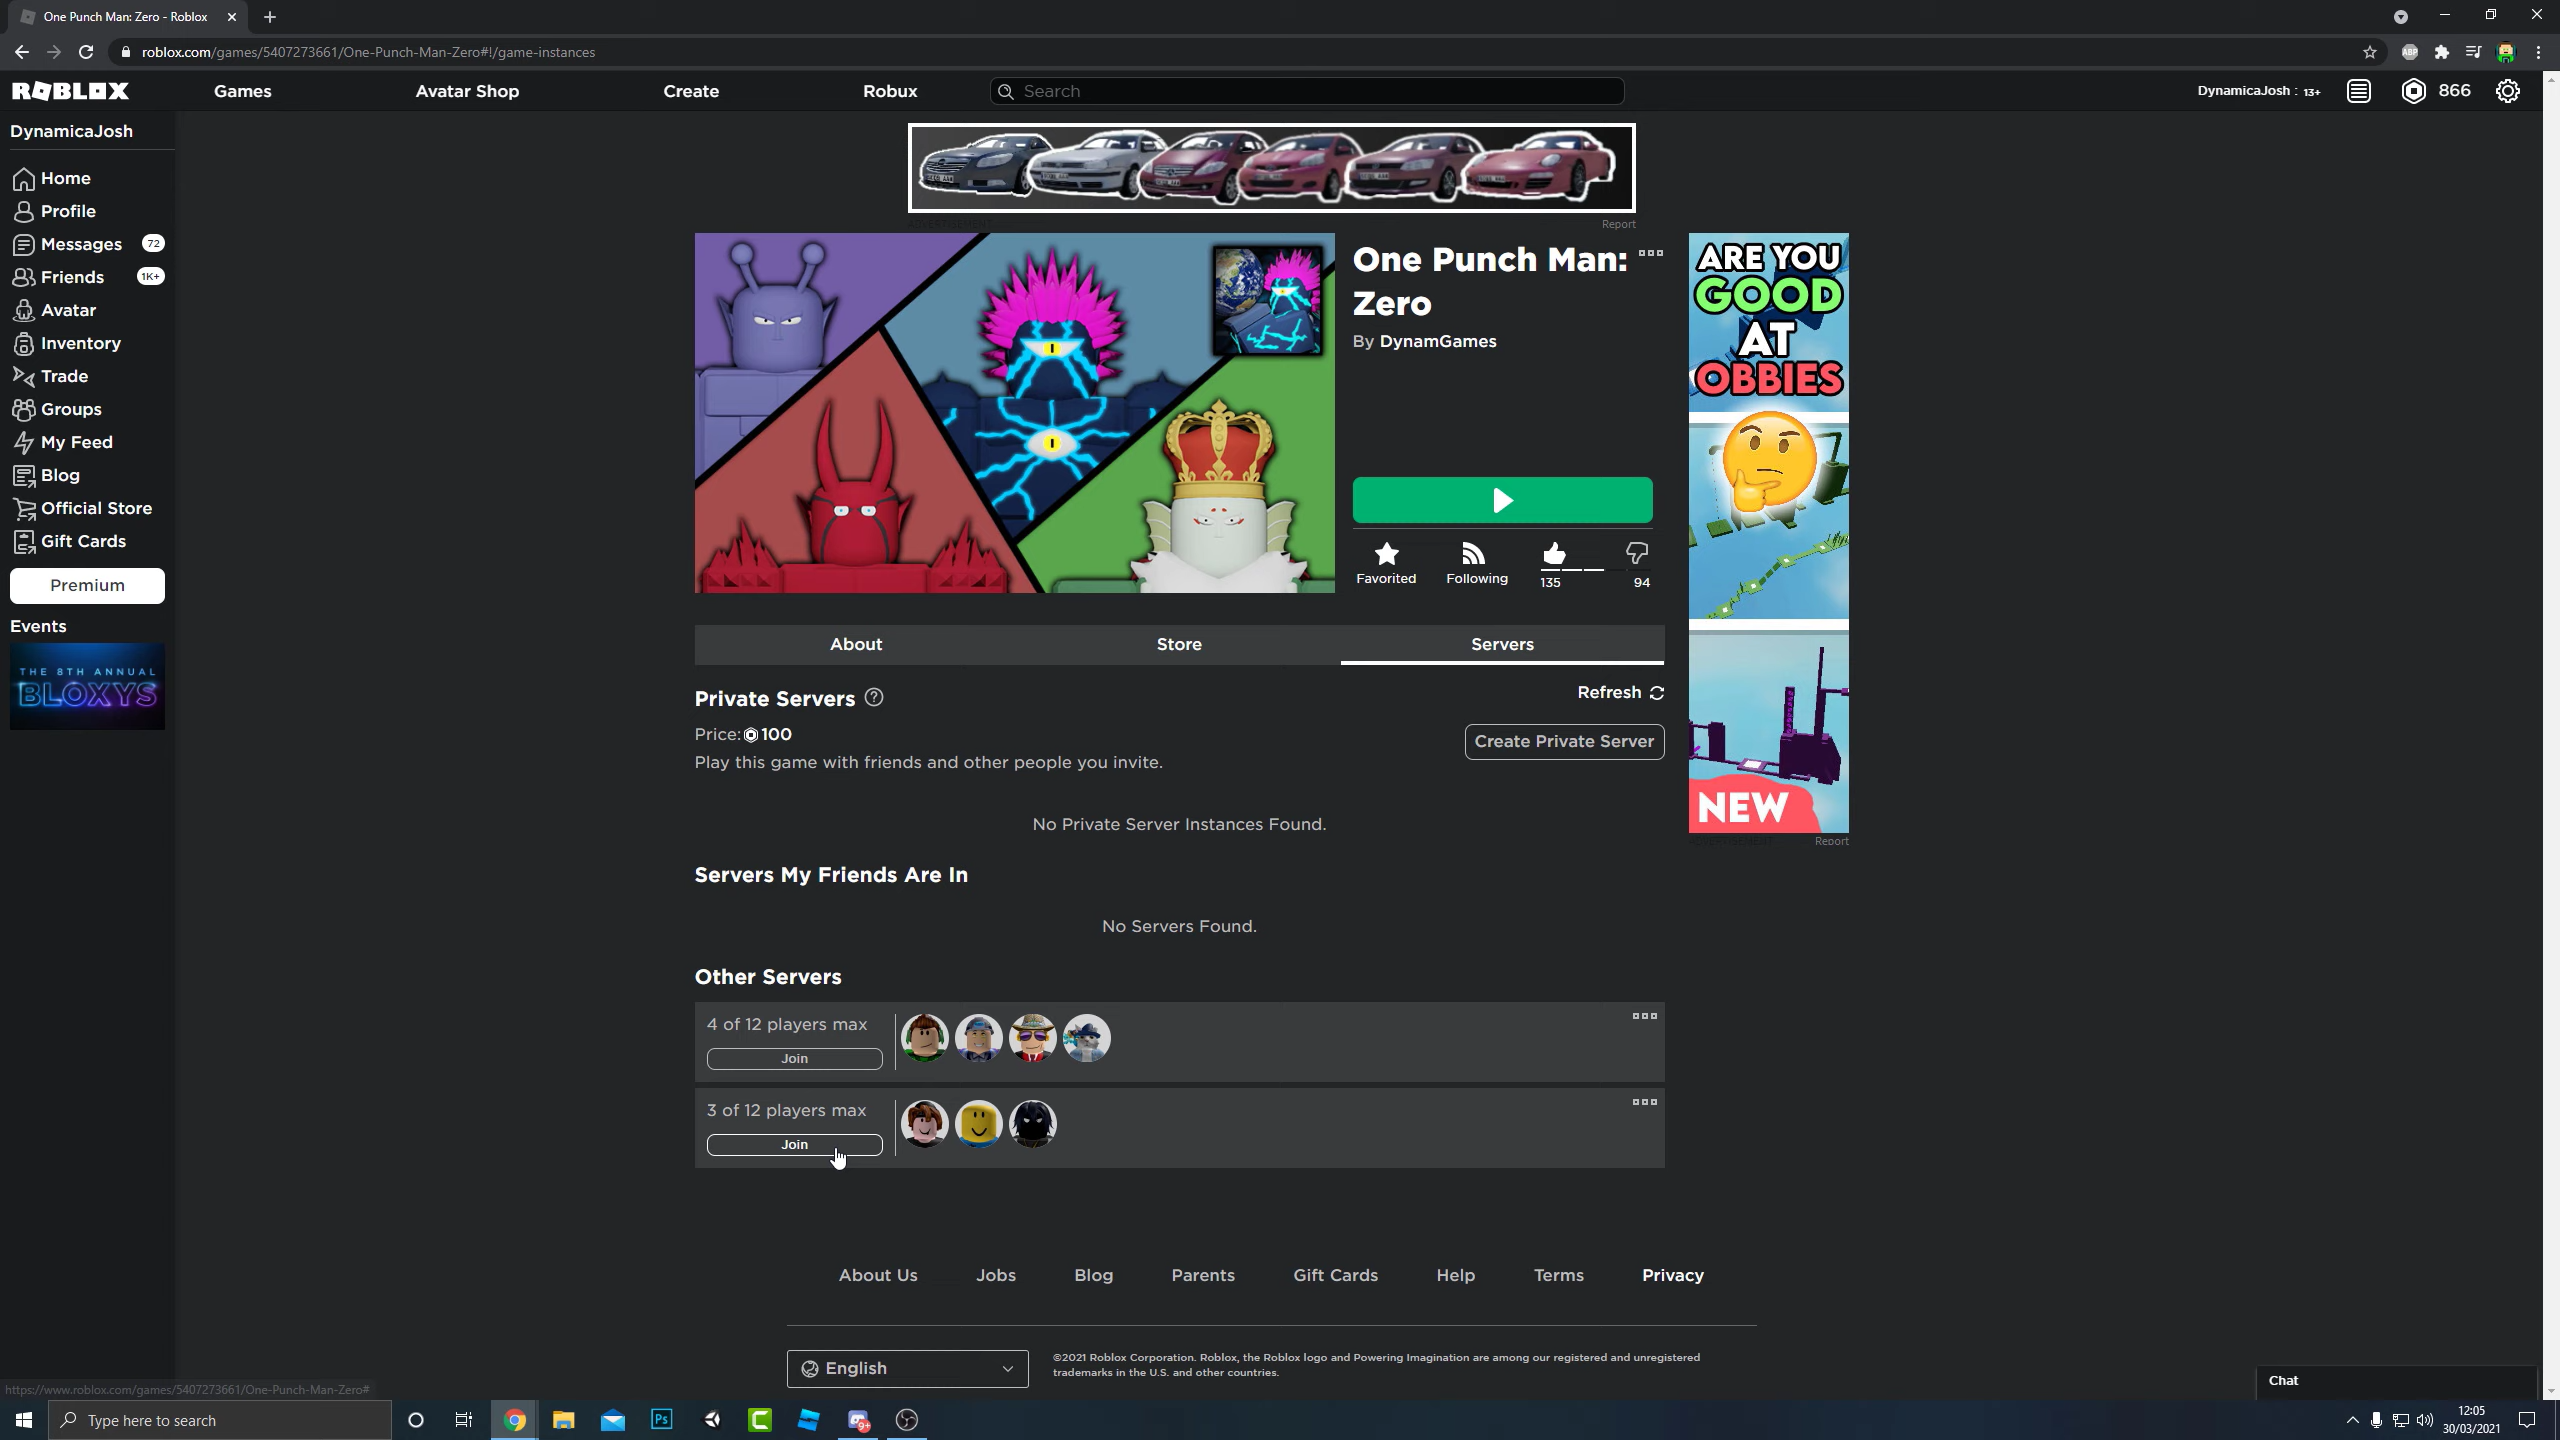 One Punch Man: Zero - Roblox
roblox.com/games/5407273661/One-Punch-Man-Zero#!/game-instances
ABP
ROBLOX
Games
Avatar Shop
Create
Robux
Search
DynamicaJosh : 13+
866
DynamicaJosh
Home
Profile
Messages 72
Friends 1K+
Avatar
Inventory
Trade
Groups
My Feed
Blog
Official Store
Gift Cards
Premium
Events
THE 8TH ANNUAL
BLOXYS
Report
One Punch Man:
Zero
By DynamGames
Favorited
Following
135
94
ARE YOU
GOOD
AT
OBBIES
NEW
Report
About
Store
Servers
Private Servers
Refresh
Price: 100
Create Private Server
Play this game with friends and other people you invite.
No Private Server Instances Found.
Servers My Friends Are In
No Servers Found.
Other Servers
4 of 12 players max
Join
3 of 12 players max
Join
About Us
Jobs
Blog
Parents
Gift Cards
Help
Terms
Privacy
English
©2021 Roblox Corporation. Roblox, the Roblox logo and Powering Imagination are among our registered and unregistered
trademarks in the U.S. and other countries.
Chat
https://www.roblox.com/games/5407273661/One-Punch-Man-Zero#
Type here to search
Ps
9+
12:05
30/03/2021